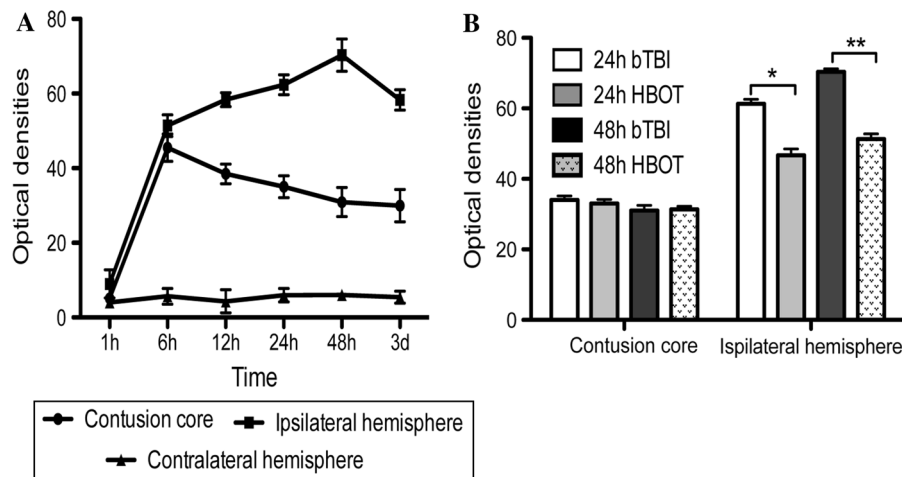 A
Optical densities
80
60
40
20
0
1h 6h 12h 24h 48h 3d
Time
Contusion core
Ipsilateral hemisphere
Contralateral hemisphere
B
Optical densities
80
60
40
20
0
24h bTBI
24h HBOT
48h bTBI
48h HBOT
*
**
Contusion core
Ispilateral hemisphere